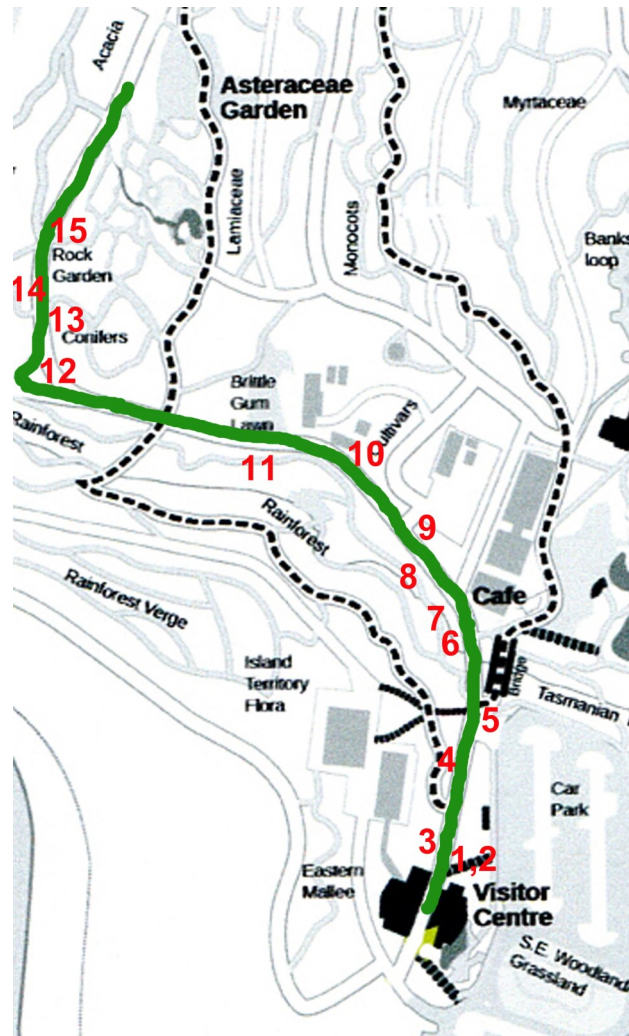 Acacia
Asteraceae
Garden
Myrtaceae
Lamiaceae
Monocots
Banks
loop
15
Rock
Garden
14
13
Conifers
12
Brittle
Gum
Lawn
Cultivars
10
11
Rainforest
Rainforest
9
8
Cafe
7
6
Rainforest Verge
Island
Territory
Flora
Bridge
Tasmanian
5
4
Car
Park
3
1,2
Eastern
Mallee
Visitor
Centre
S.E. Woodland
Grassland